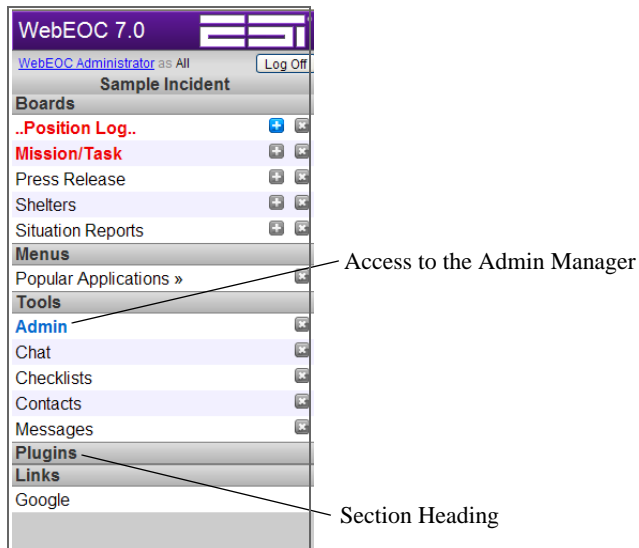 WebEOC 7.0
ESi
WebEOC Administrator as All Log Off
Sample Incident
Boards
..Position Log..
Mission/Task
Press Release
Shelters
Situation Reports
Menus
Popular Applications »
Access to the Admin Manager
Tools
Admin
Chat
Checklists
Contacts
Messages
Plugins
Links
Google
Section Heading